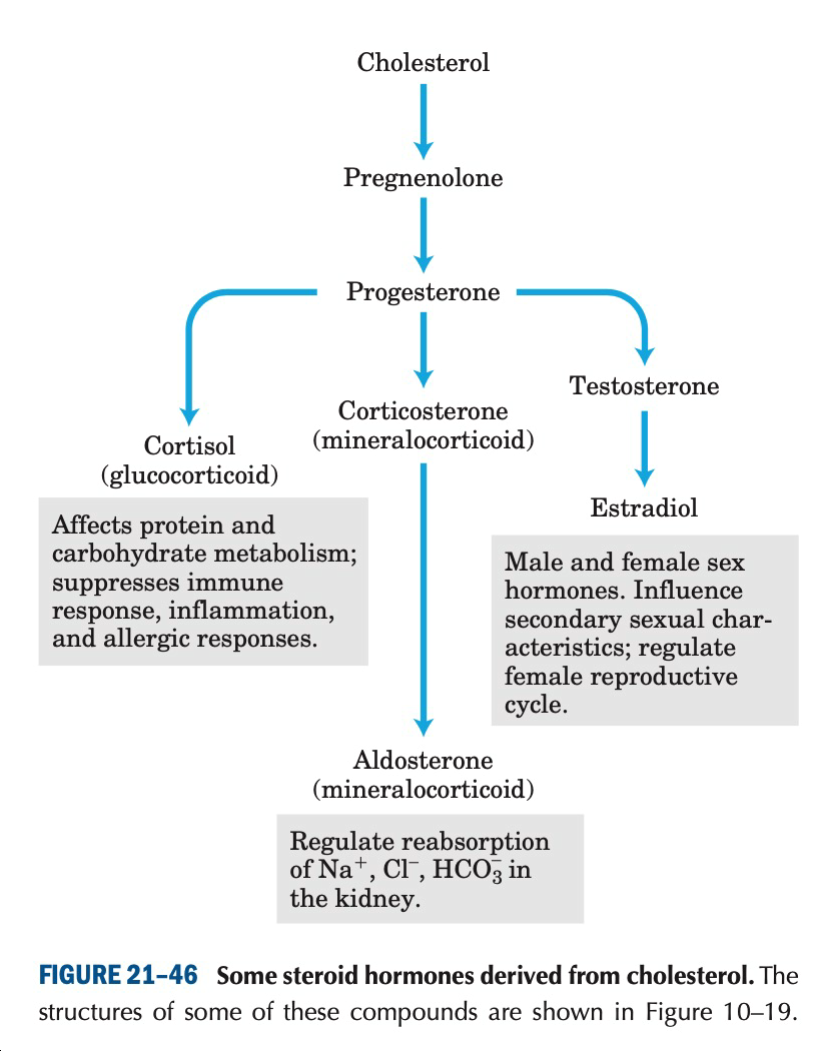 Cholesterol
Pregnenolone
Progesterone
Testosterone
Corticosterone
(mineralocorticoid)
Cortisol
(glucocorticoid)
Estradiol
Affects protein and
carbohydrate metabolism;
suppresses immune
response, inflammation,
and allergic responses.
Male and female sex
hormones. Influence
secondary sexual char-
acteristics; regulate
female reproductive
cycle.
Aldosterone
(mineralocorticoid)
Regulate reabsorption
of Na⁺, Cl⁻, HCO₃⁻ in
the kidney.
FIGURE 21–46 Some steroid hormones derived from cholesterol. The
structures of some of these compounds are shown in Figure 10–19.